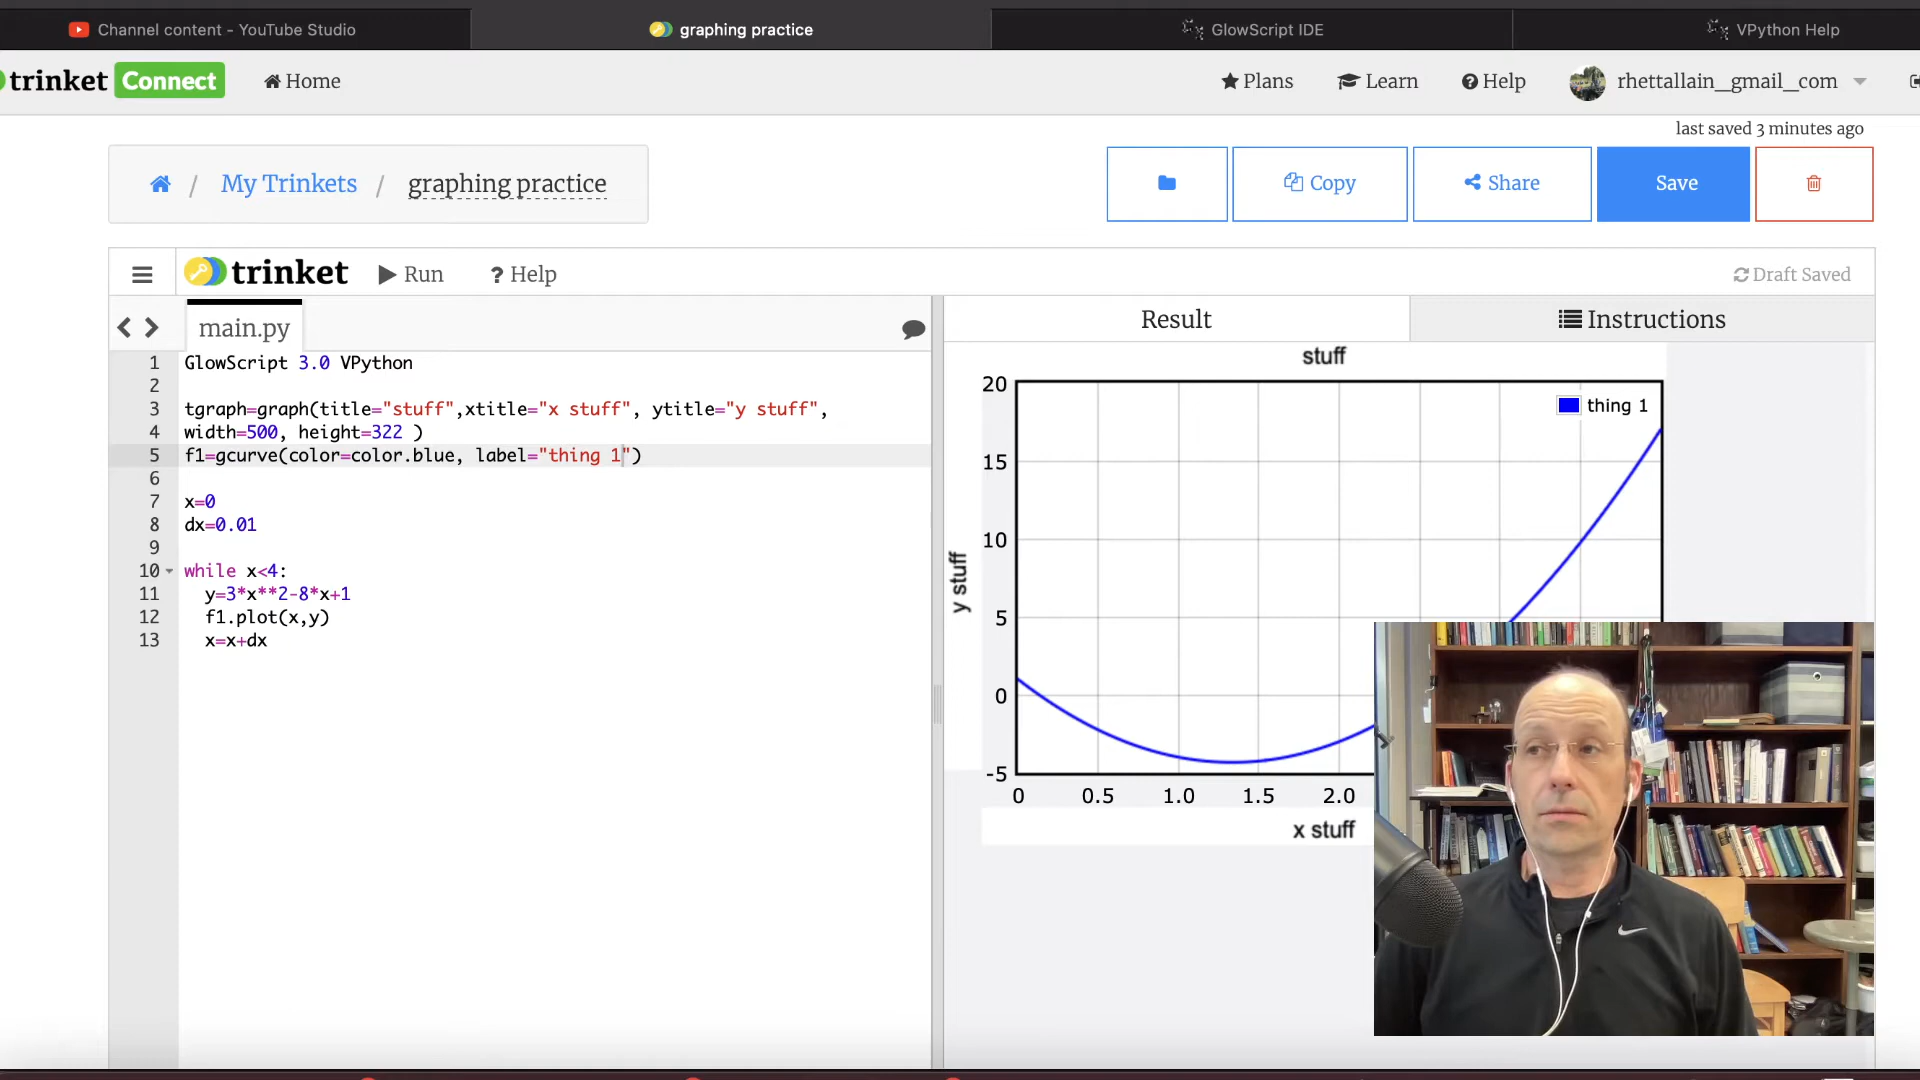 Channel content - YouTube Studio
graphing practice
GlowScript IDE
VPython Help
trinket Connect
Home
Plans
Learn
Help
rhettallain_gmail_com
last saved 3 minutes ago
/ My Trinkets / graphing practice
Copy
Share
Save
trinket
Run
? Help
Draft Saved
main.py
Result
Instructions
1 GlowScript 3.0 VPython
2
3 tgraph=graph(title="stuff",xtitle="x stuff", ytitle="y stuff",
4 width=500, height=322 )
5 f1=gcurve(color=color.blue, label="thing 1")
6
7 x=0
8 dx=0.01
9
10 while x<4:
11 y=3*x**2-8*x+1
12 f1.plot(x,y)
13 x=x+dx
stuff
thing 1
20
15
10
5
0
-5
y stuff
0 0.5 1.0 1.5 2.0
x stuff